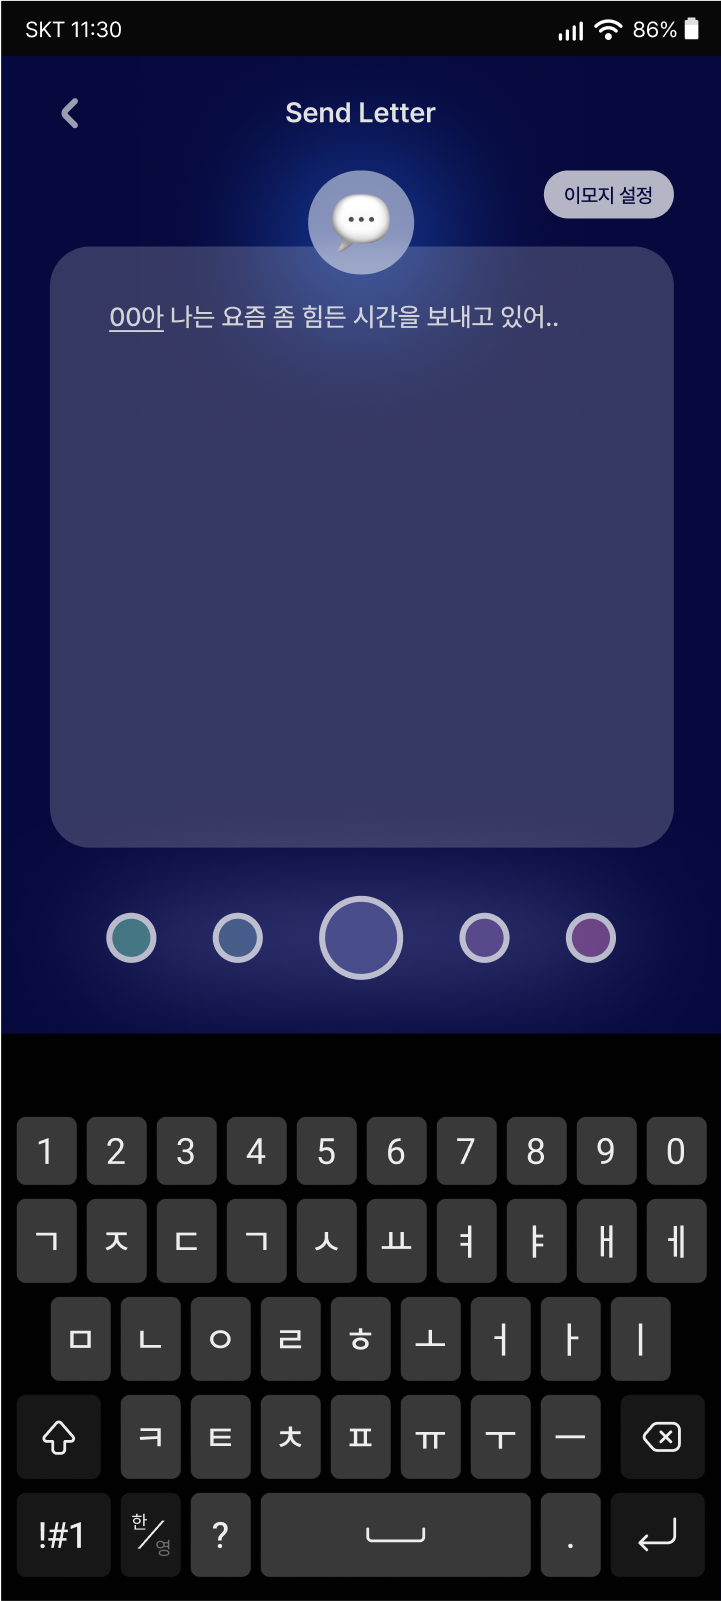 SKT 11:30 86%
Send Letter
이모지 설정
00아 나는 요즘 좀 힘든 시간을 보내고 있어..
1 2 3 4 5 6 7 8 9 0
ㄱ ㅈ ㄷ ㄱ ㅅ ㅛ ㅕ ㅑ ㅐ ㅔ
ㅁ ㄴ ㅇ ㄹ ㅎ ㅗ ㅓ ㅏ ㅣ
ㅋ ㅌ ㅊ ㅍ ㅠ ㅜ ㅡ
!#1 한/영 ? .